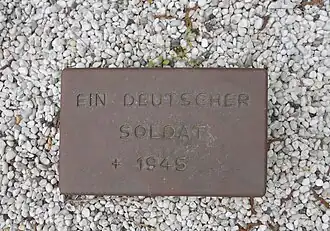 EIN DEUTSCHER
SOLDAT
+ 1945